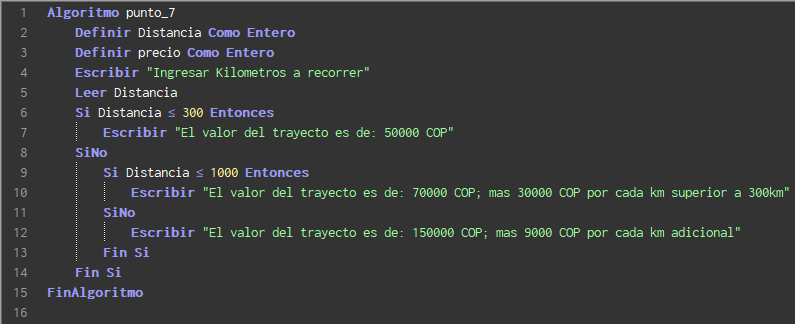 1 Algoritmo punto_7
2 Definir Distancia Como Entero
3 Definir precio Como Entero
4 Escribir "Ingresar Kilometros a recorrer"
5 Leer Distancia
6 Si Distancia ≤ 300 Entonces
7 Escribir "El valor del trayecto es de: 50000 COP"
8 SiNo
9 Si Distancia ≤ 1000 Entonces
10 Escribir "El valor del trayecto es de: 70000 COP; mas 30000 COP por cada km superior a 300km"
11 SiNo
12 Escribir "El valor del trayecto es de: 150000 COP; mas 9000 COP por cada km adicional"
13 Fin Si
14 Fin Si
15 FinAlgoritmo
16